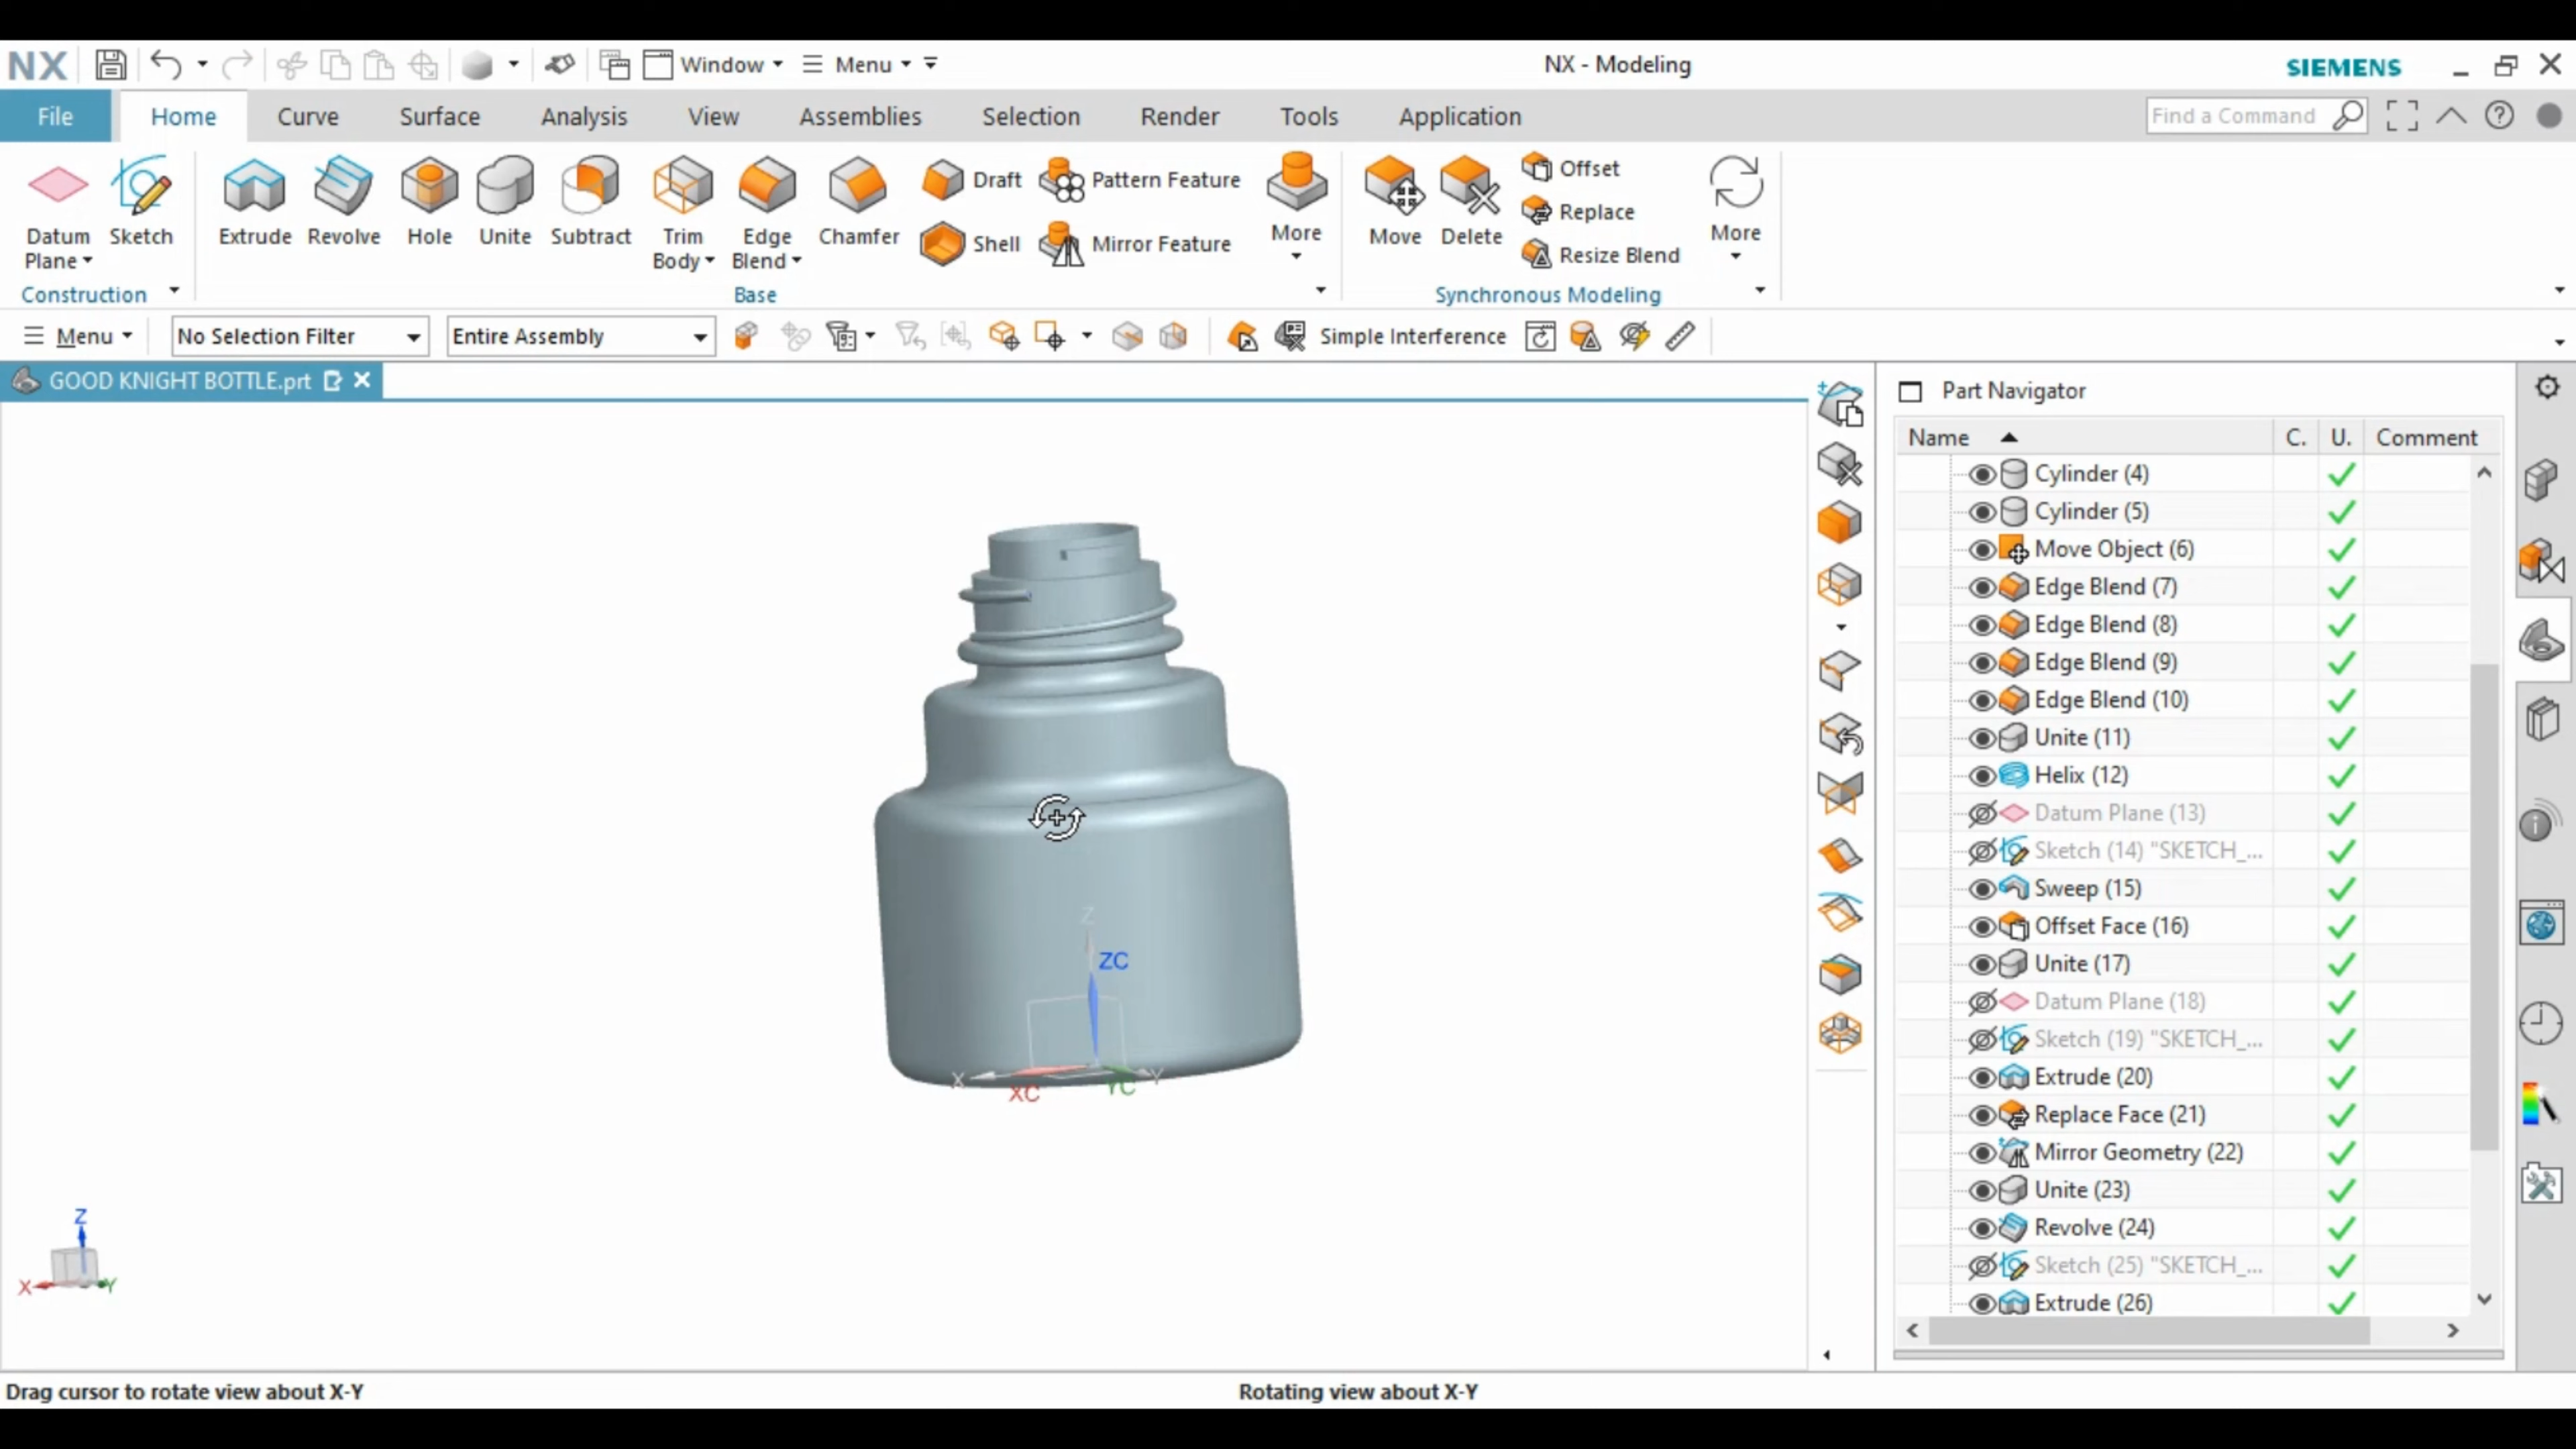 NX Window Menu NX - Modeling SIEMENS
File Home Curve Surface Analysis View Assemblies Selection Render Tools Application Find a Command
Datum Plane Sketch Extrude Revolve Hole Unite Subtract Trim Body Edge Blend Chamfer Draft Shell Pattern Feature Mirror Feature More Move Delete Offset Replace Resize Blend More
Construction Base Synchronous Modeling
Menu No Selection Filter Entire Assembly Simple Interference
GOOD KNIGHT BOTTLE.prt
Part Navigator
Name C. U. Comment
Cylinder (4)
Cylinder (5)
Move Object (6)
Edge Blend (7)
Edge Blend (8)
Edge Blend (9)
Edge Blend (10)
Unite (11)
Helix (12)
Datum Plane (13)
Sketch (14) "SKETCH_...
Sweep (15)
Offset Face (16)
Unite (17)
Datum Plane (18)
Sketch (19) "SKETCH_...
Extrude (20)
Replace Face (21)
Mirror Geometry (22)
Unite (23)
Revolve (24)
Sketch (25) "SKETCH_...
Extrude (26)
Z
ZC
X Y
XC YC
Z
X Y
Drag cursor to rotate view about X-Y Rotating view about X-Y